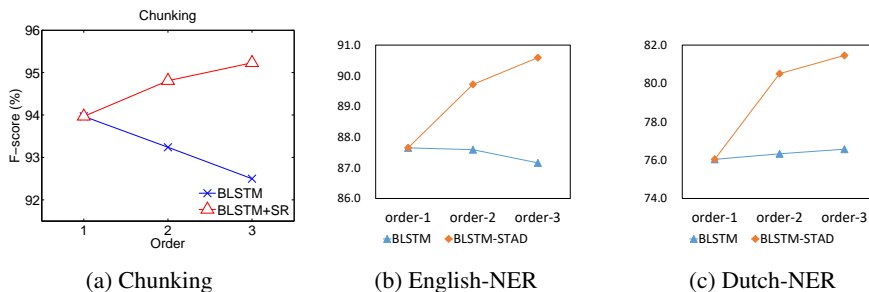 Chunking
96
95
94
93
92
F-score (%)
1
2
3
Order
BLSTM
BLSTM+SR
(a) Chunking
91.0
90.0
89.0
88.0
87.0
86.0
order-1 order-2 order-3
BLSTM BLSTM-STAD
(b) English-NER
82.0
80.0
78.0
76.0
74.0
order-1 order-2 order-3
BLSTM BLSTM-STAD
(c) Dutch-NER